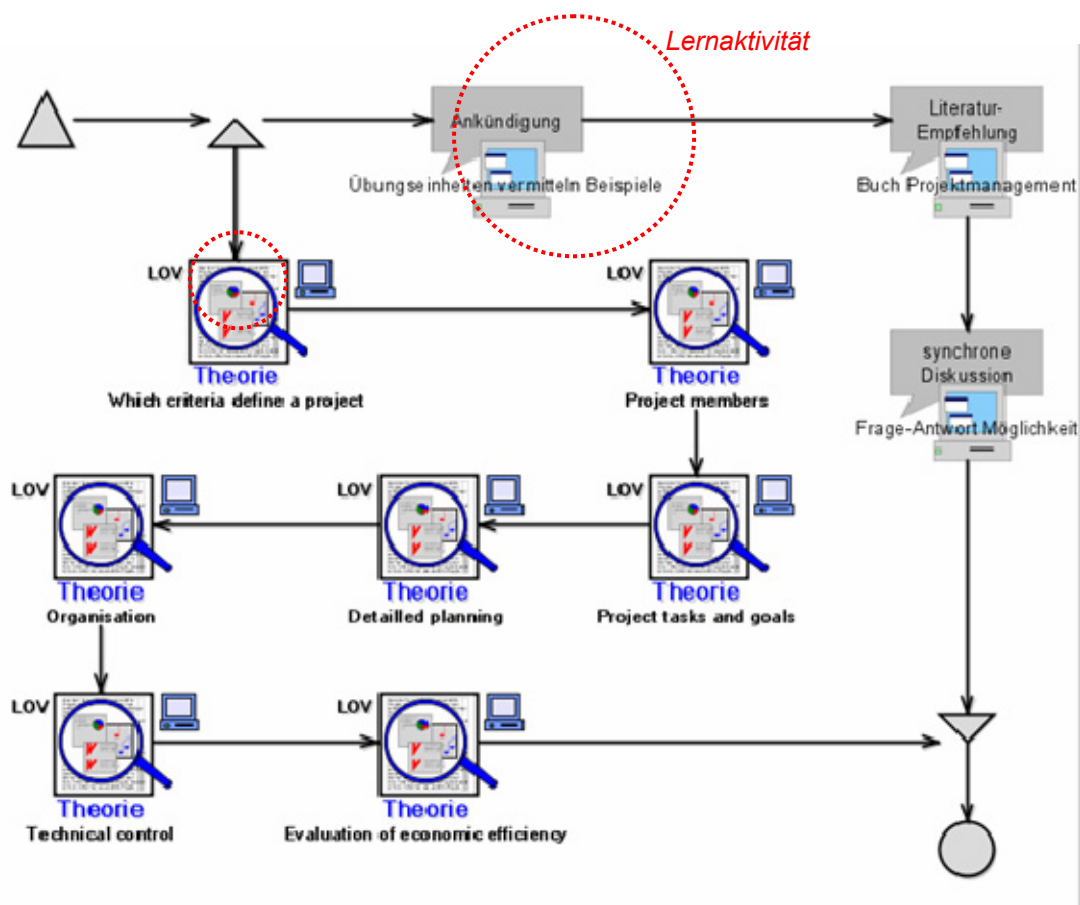 Lernaktivität
Ankündigung
Übungseinheiten vermitteln Beispiele
Literatur-
Empfehlung
Buch Projektmanagement
LOV
Theorie
Which criteria define a project
LOV
Theorie
Project members
synchrone
Diskussion
Frage-Antwort Möglichkeit
LOV
Theorie
Organisation
LOV
Theorie
Detailled planning
LOV
Theorie
Project tasks and goals
LOV
Theorie
Technical control
LOV
Theorie
Evaluation of economic efficiency